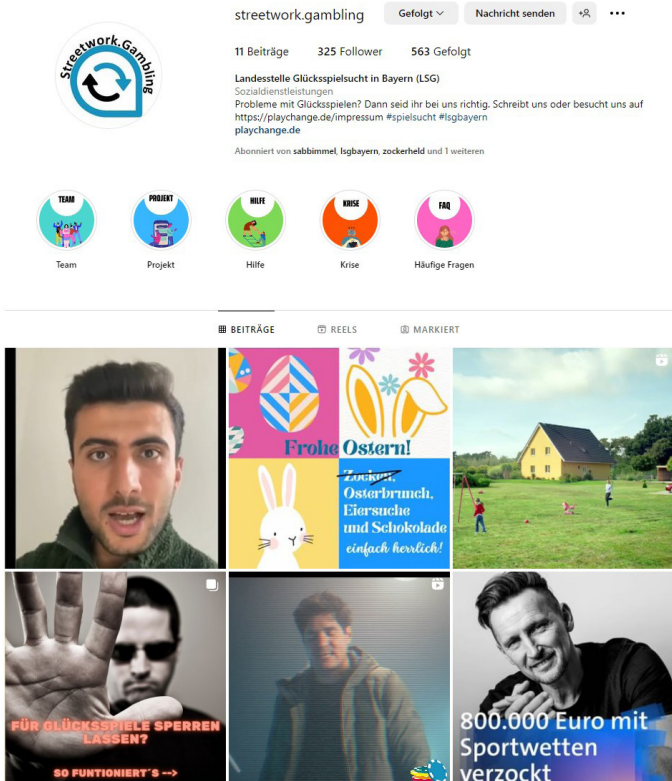 Streetwork.Gambling
streetwork.gambling
Gefolgt
Nachricht senden
11 Beiträge
325 Follower
563 Gefolgt
Landesstelle Glücksspielsucht in Bayern (LSG)
Sozialdienstleistungen
Probleme mit Glücksspielen? Dann seid ihr bei uns richtig. Schreibt uns oder besucht uns auf
https://playchange.de/impressum #spielsucht #lsgbayern
playchange.de
Abonniert von sabbimmel, lsgbayern, zockerheld und 1 weiteren
TEAM
PROJEKT
HILFE
KRISE
FAQ
Team
Projekt
Hilfe
Krise
Häufige Fragen
BEITRÄGE
REELS
MARKIERT
Frohe Ostern!
Zocken,
Osterbrunch,
Eiersuche
und Schokolade
einfach herrlich!
FÜR GLÜCKSSPIELE SPERREN
LASSEN?
SO FUNTIONIERT´S -->
800.000 Euro mit
Sportwetten
verzockt